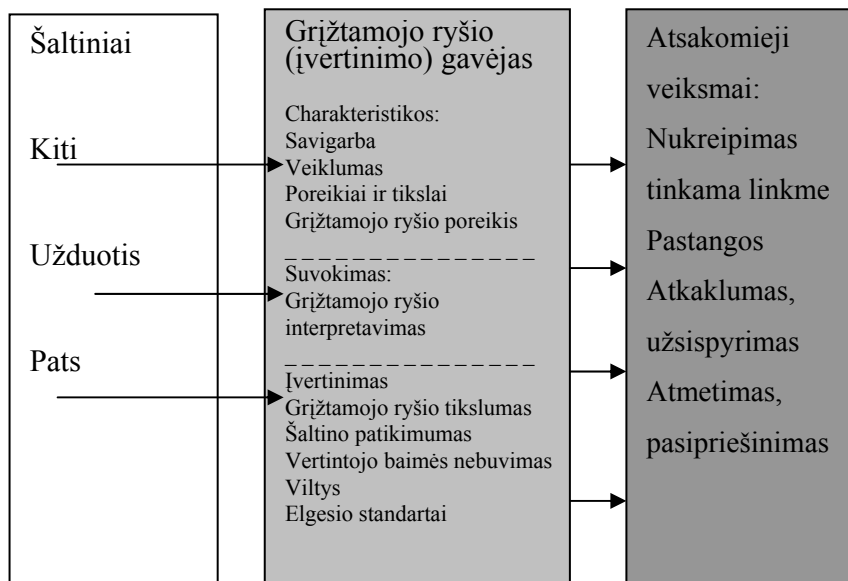 Šaltiniai
Kiti
Užduotis
Pats
Grįžtamojo ryšio
(įvertinimo) gavėjas
Charakteristikos:
Savigarba
Veiklumas
Poreikiai ir tikslai
Grįžtamojo ryšio poreikis
_ _ _ _ _ _ _ _ _ _ _ _ _ _ _
Suvokimas:
Grįžtamojo ryšio
interpretavimas
_ _ _ _ _ _ _ _ _ _ _ _ _ _ _
Įvertinimas
Grįžtamojo ryšio tikslumas
Šaltino patikimumas
Vertintojo baimės nebuvimas
Viltys
Elgesio standartai
Atsakomieji
veiksmai:
Nukreipimas
tinkama linkme
Pastangos
Atkaklumas,
užsispyrimas
Atmetimas,
pasipriešinimas